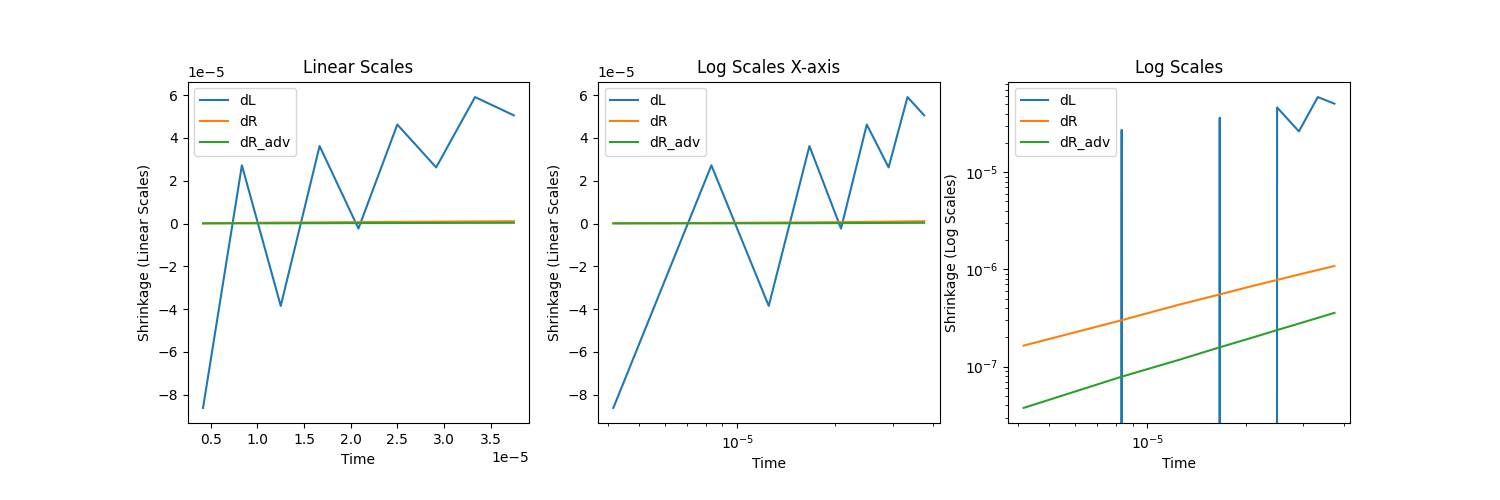 Linear Scales
1e−5
6
4
2
0
−2
−4
−6
−8
Shrinkage (Linear Scales)
dL
dR
dR_adv
0.5 1.0 1.5 2.0 2.5 3.0 3.5
1e−5
Time
Log Scales X-axis
1e−5
6
4
2
0
−2
−4
−6
−8
Shrinkage (Linear Scales)
dL
dR
dR_adv
10⁻⁵
Time
Log Scales
10⁻⁵
10⁻⁶
10⁻⁷
Shrinkage (Log Scales)
dL
dR
dR_adv
10⁻⁵
Time